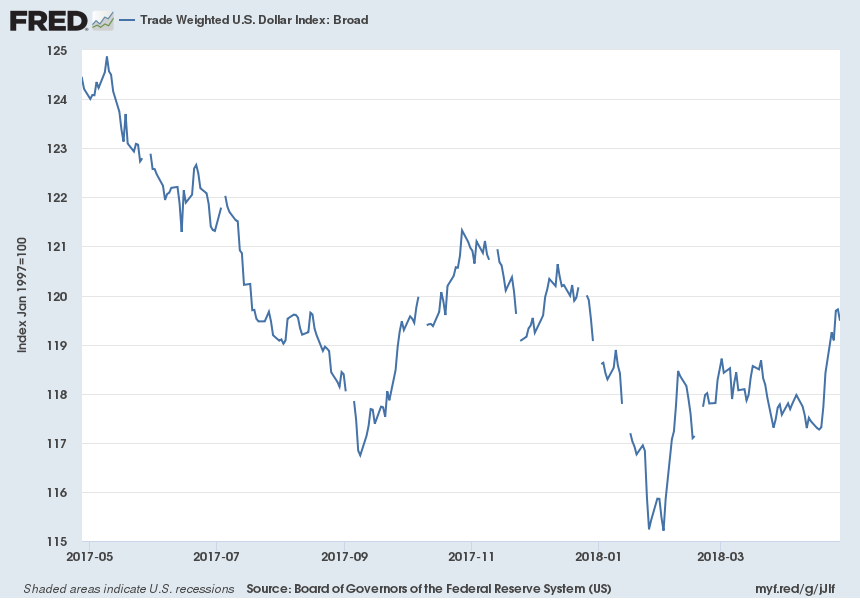 FRED
Trade Weighted U.S. Dollar Index: Broad
125
124
123
122
121
120
119
118
117
116
115
Index Jan 1997=100
2017-05 2017-07 2017-09 2017-11 2018-01 2018-03
Shaded areas indicate U.S. recessions Source: Board of Governors of the Federal Reserve System (US) myf.red/g/jJlf